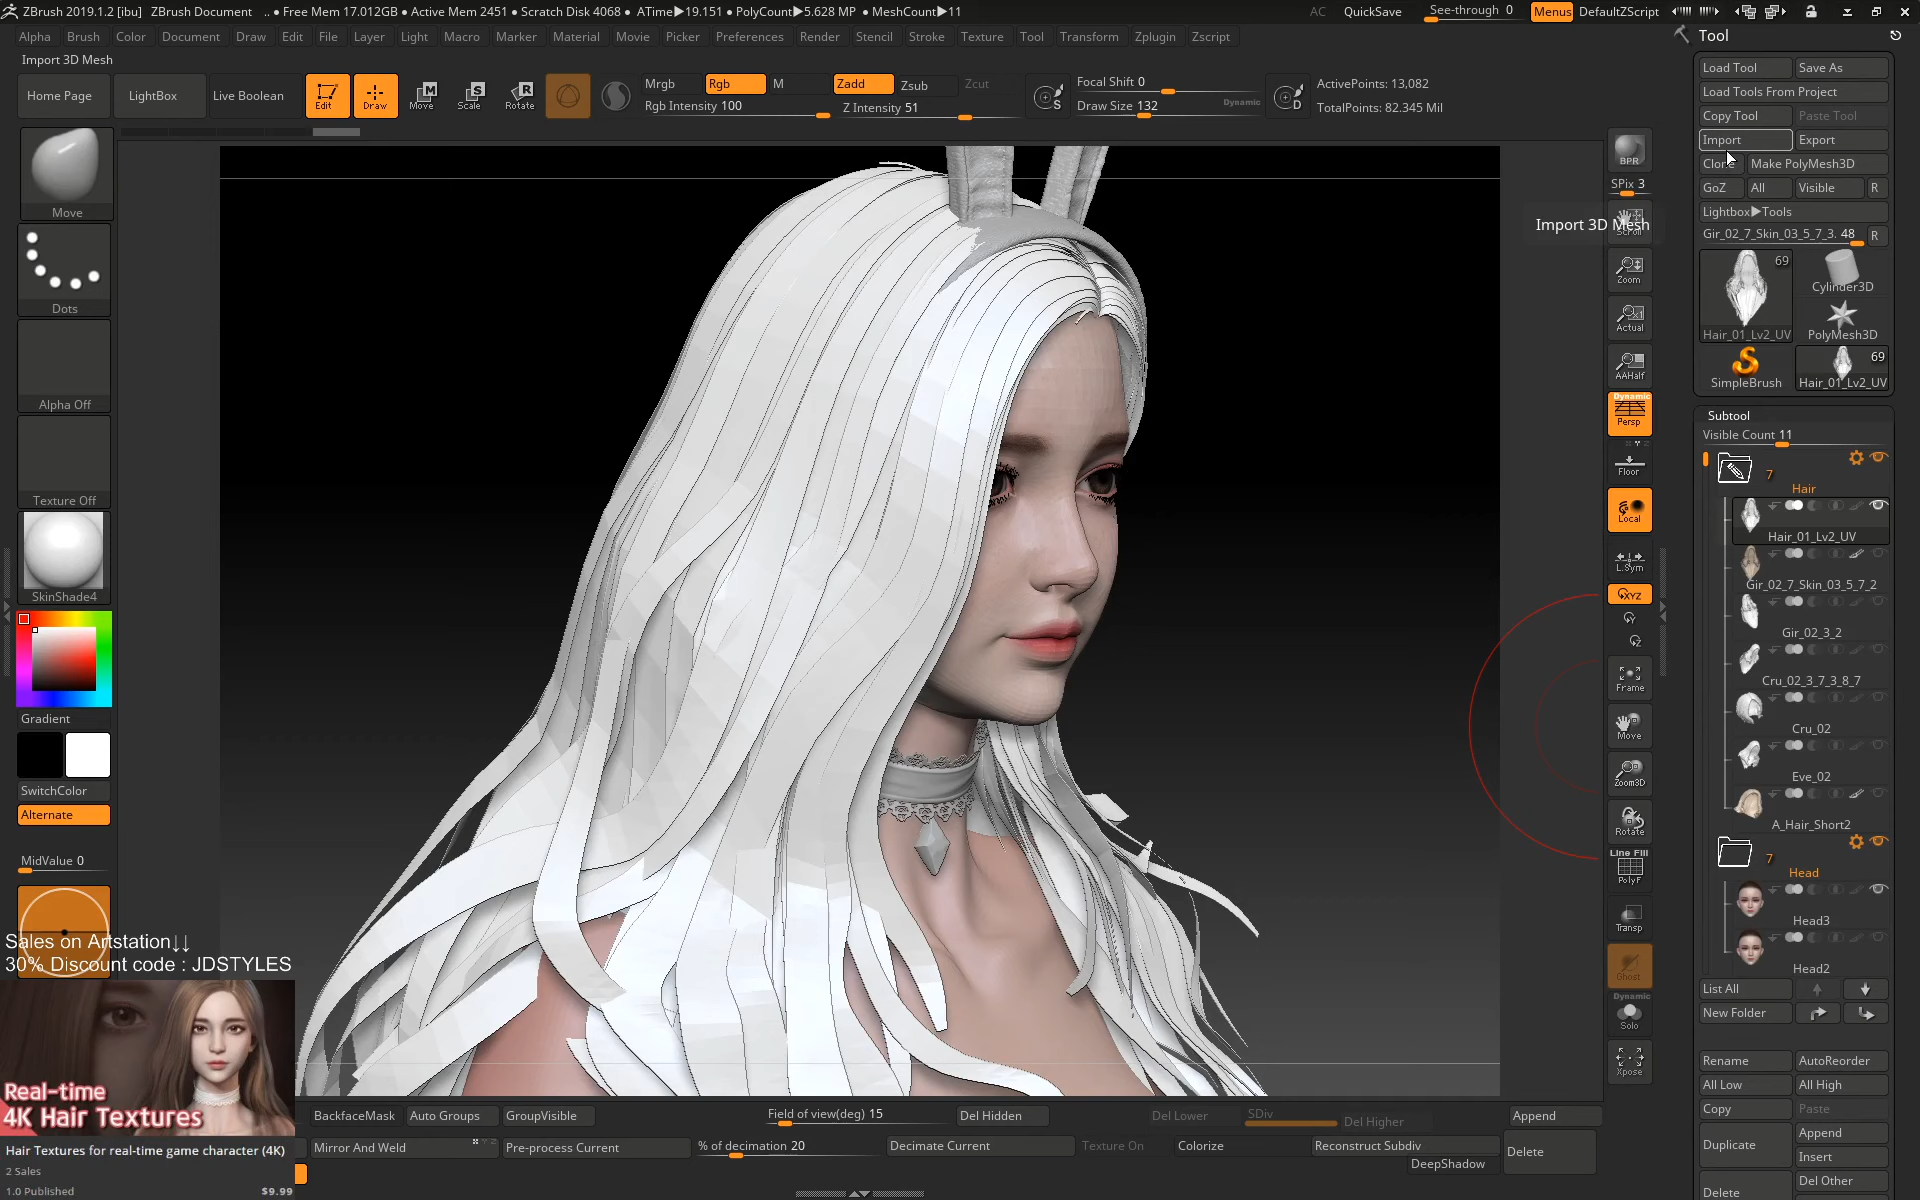 ZBrush 2019.1.2 [ibu] ZBrush Document .. • Free Mem 17.012GB • Active Mem 2451 • Scratch Disk 4068 • ATime▶19.151 • PolyCount▶5.628 MP • MeshCount▶11 AC QuickSave See-through 0 Menus DefaultZScript
Alpha Brush Color Document Draw Edit File Layer Light Macro Marker Material Movie Picker Preferences Render Stencil Stroke Texture Tool Transform Zplugin Zscript
Import 3D Mesh
Home Page LightBox Live Boolean Edit Draw Move Scale Rotate
Mrgb Rgb M Zadd Zsub Zcut
Rgb Intensity 100 Z Intensity 51
S Focal Shift 0
Draw Size 132 Dynamic D
ActivePoints: 13,082
TotalPoints: 82.345 Mil
Move
Dots
Alpha Off
Texture Off
SkinShade4
Gradient
SwitchColor
Alternate
MidValue 0
Sales on Artstation↓↓
30% Discount code : JDSTYLES
Real-time
4K Hair Textures
Hair Textures for real-time game character (4K)
2 Sales
1.0 Published $9.99
BPR
SPix 3
Scroll
Zoom
Actual
AAHalf
Dynamic
Persp
Floor
Local
L.Sym
XYZ
Y
Z
Frame
Move
Zoom3D
Rotate
Line Fill
PolyF
Transp
Ghost
Dynamic
Solo
Xpose
Import 3D Mesh
Tool
Load Tool Save As
Load Tools From Project
Copy Tool Paste Tool
Import Export
Clone Make PolyMesh3D
GoZ All Visible R
Lightbox▶Tools
Gir_02_7_Skin_03_5_7_3. 48 R
69
Cylinder3D
Hair_01_Lv2_UV PolyMesh3D
69
SimpleBrush Hair_01_Lv2_UV
Subtool
Visible Count 11
7
Hair
Hair_01_Lv2_UV
Gir_02_7_Skin_03_5_7_2
Gir_02_3_2
Cru_02_3_7_3_8_7
Cru_02
Eve_02
A_Hair_Short2
7
Head
Head3
Head2
List All
New Folder
Rename AutoReorder
All Low All High
Copy Paste
Duplicate Append
Insert
Delete Del Other
BackfaceMask Auto Groups GroupVisible Field of view(deg) 15 Del Hidden Del Lower SDiv Del Higher Append
Mirror And Weld Pre-process Current % of decimation 20 Decimate Current Texture On Colorize Reconstruct Subdiv Delete
DeepShadow